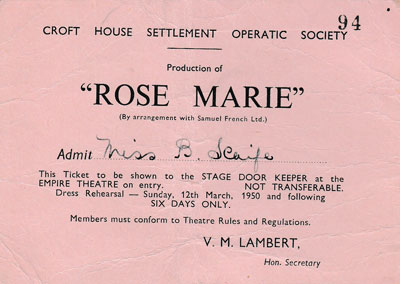 94
CROFT HOUSE SETTLEMENT OPERATIC SOCIETY
Production of
"ROSE MARIE"
(By arrangement with Samuel French Ltd.)
Admit Miss B. Scaife
This Ticket to be shown to the STAGE DOOR KEEPER at the
EMPIRE THEATRE on entry. NOT TRANSFERABLE.
Dress Rehearsal — Sunday, 12th March, 1950 and following
SIX DAYS ONLY.
Members must conform to Theatre Rules and Regulations.
V. M. LAMBERT,
Hon. Secretary